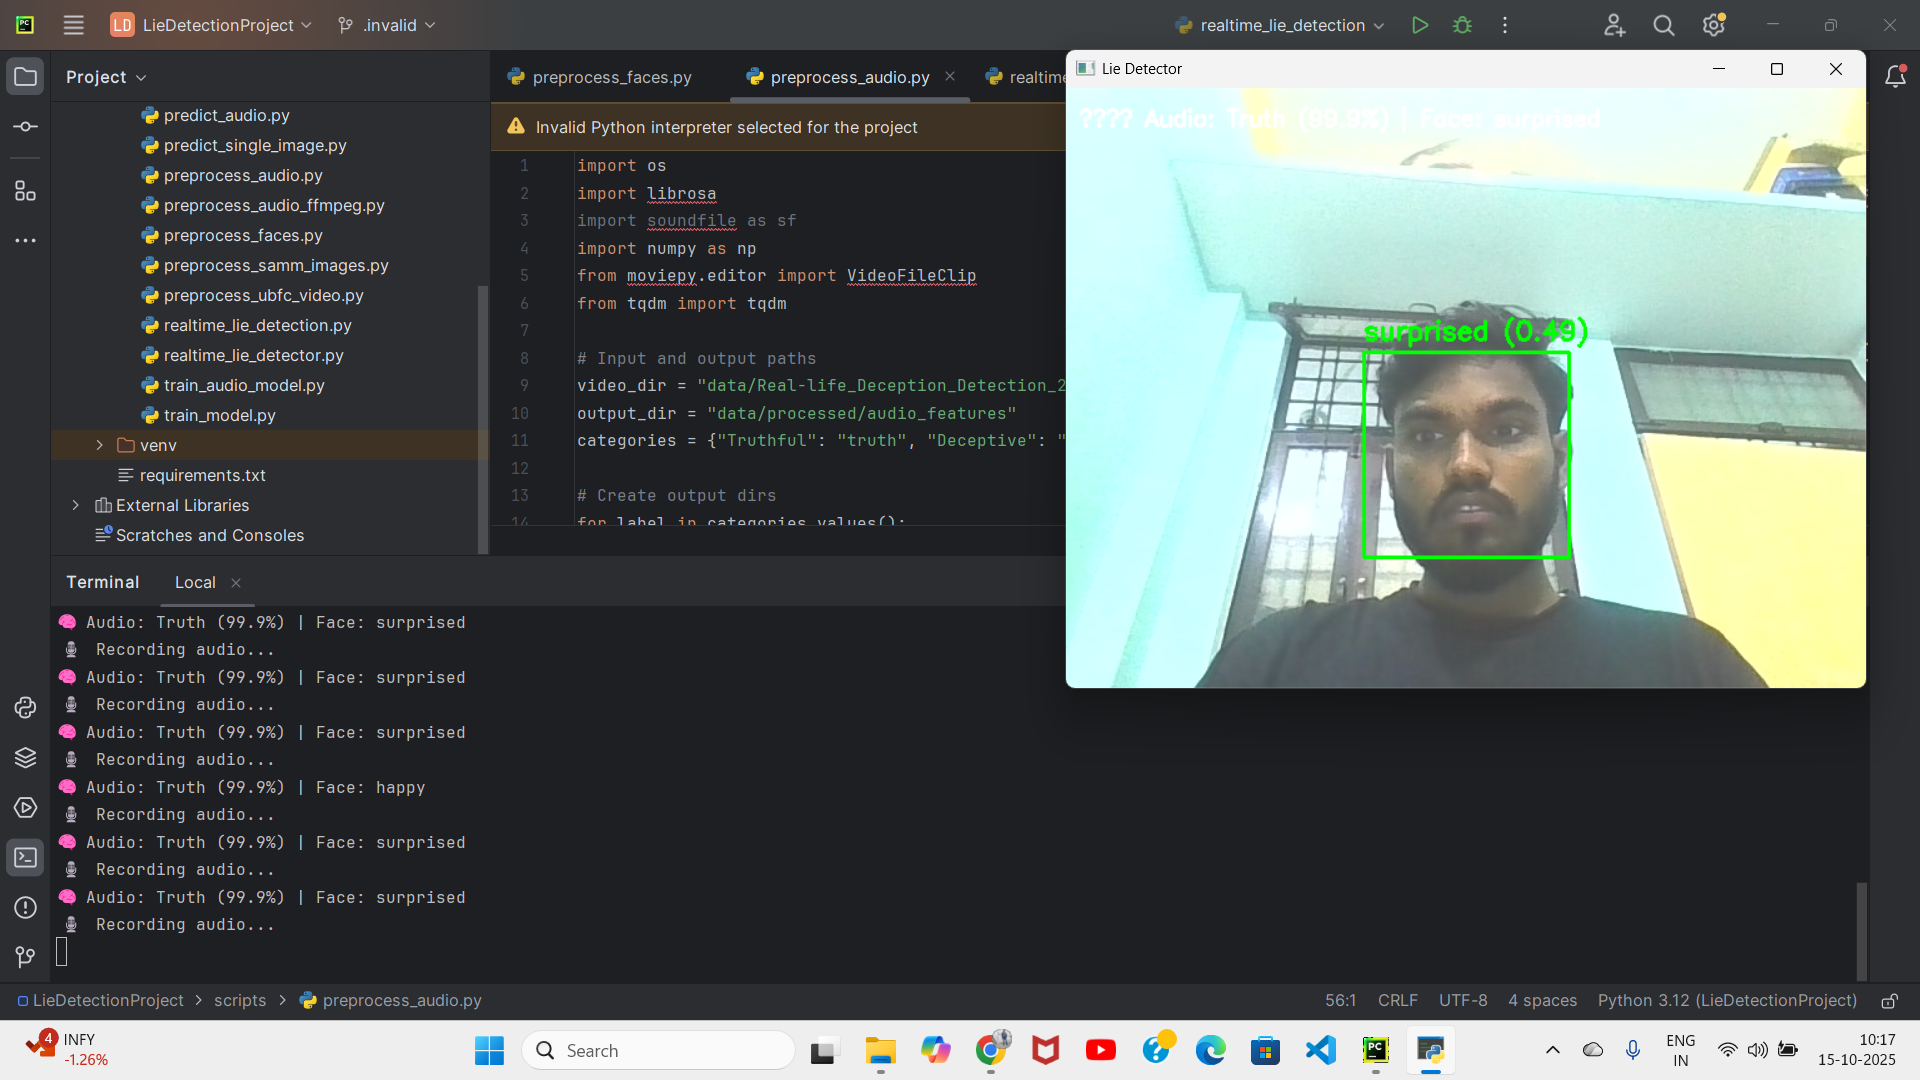 LD LieDetectionProject .invalid realtime_lie_detection
Project
predict_audio.py
predict_single_image.py
preprocess_audio.py
preprocess_audio_ffmpeg.py
preprocess_faces.py
preprocess_samm_images.py
preprocess_ubfc_video.py
realtime_lie_detection.py
realtime_lie_detector.py
train_audio_model.py
train_model.py
venv
requirements.txt
External Libraries
Scratches and Consoles
preprocess_faces.py preprocess_audio.py realtime
Invalid Python interpreter selected for the project
1 import os
2 import librosa
3 import soundfile as sf
4 import numpy as np
5 from moviepy.editor import VideoFileClip
6 from tqdm import tqdm
7
8 # Input and output paths
9 video_dir = "data/Real-life_Deception_Detection_2
10 output_dir = "data/processed/audio_features"
11 categories = {"Truthful": "truth", "Deceptive": "
12
13 # Create output dirs
14 for label in categories.values():
Lie Detector
???? Audio: Truth (99.9%) | Face: surprised
surprised (0.49)
Terminal Local
Audio: Truth (99.9%) | Face: surprised
Recording audio...
Audio: Truth (99.9%) | Face: surprised
Recording audio...
Audio: Truth (99.9%) | Face: surprised
Recording audio...
Audio: Truth (99.9%) | Face: happy
Recording audio...
Audio: Truth (99.9%) | Face: surprised
Recording audio...
Audio: Truth (99.9%) | Face: surprised
Recording audio...
LieDetectionProject > scripts > preprocess_audio.py 56:1 CRLF UTF-8 4 spaces Python 3.12 (LieDetectionProject)
4 INFY
-1.26%
Search
PC
ENG
IN
10:17
15-10-2025